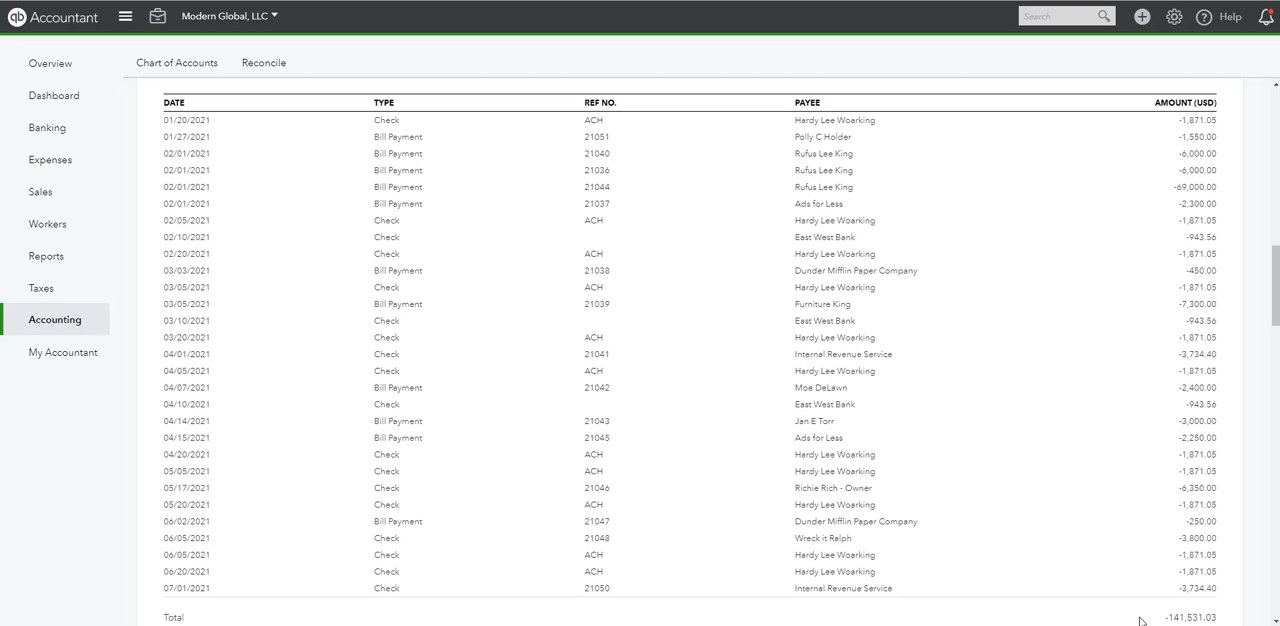 qb Accountant Modern Global, LLC Search Help
Overview
Dashboard
Banking
Expenses
Sales
Workers
Reports
Taxes
Accounting
My Accountant
Chart of Accounts Reconcile
DATE TYPE REF NO. PAYEE AMOUNT (USD)
01/20/2021 Check ACH Hardy Lee Woarking -1,871.05
01/27/2021 Bill Payment 21051 Polly C Holder -1,550.00
02/01/2021 Bill Payment 21040 Rufus Lee King -6,000.00
02/01/2021 Bill Payment 21036 Rufus Lee King -6,000.00
02/01/2021 Bill Payment 21044 Rufus Lee King -69,000.00
02/01/2021 Bill Payment 21037 Ads for Less -2,300.00
02/05/2021 Check ACH Hardy Lee Woarking -1,871.05
02/10/2021 Check East West Bank -943.56
02/20/2021 Check ACH Hardy Lee Woarking -1,871.05
03/03/2021 Bill Payment 21038 Dunder Mifflin Paper Company -450.00
03/05/2021 Check ACH Hardy Lee Woarking -1,871.05
03/05/2021 Bill Payment 21039 Furniture King -7,300.00
03/10/2021 Check East West Bank -943.56
03/20/2021 Check ACH Hardy Lee Woarking -1,871.05
04/01/2021 Check 21041 Internal Revenue Service -3,734.40
04/05/2021 Check ACH Hardy Lee Woarking -1,871.05
04/07/2021 Bill Payment 21042 Moe DeLawn -2,400.00
04/10/2021 Check East West Bank -943.56
04/14/2021 Bill Payment 21043 Jan E Torr -3,000.00
04/15/2021 Bill Payment 21045 Ads for Less -2,250.00
04/20/2021 Check ACH Hardy Lee Woarking -1,871.05
05/05/2021 Check ACH Hardy Lee Woarking -1,871.05
05/17/2021 Check 21046 Richie Rich - Owner -6,350.00
05/20/2021 Check ACH Hardy Lee Woarking -1,871.05
06/02/2021 Bill Payment 21047 Dunder Mifflin Paper Company -250.00
06/05/2021 Check 21048 Wreck it Ralph -3,800.00
06/05/2021 Check ACH Hardy Lee Woarking -1,871.05
06/20/2021 Check ACH Hardy Lee Woarking -1,871.05
07/01/2021 Check 21050 Internal Revenue Service -3,734.40
Total -141,531.03